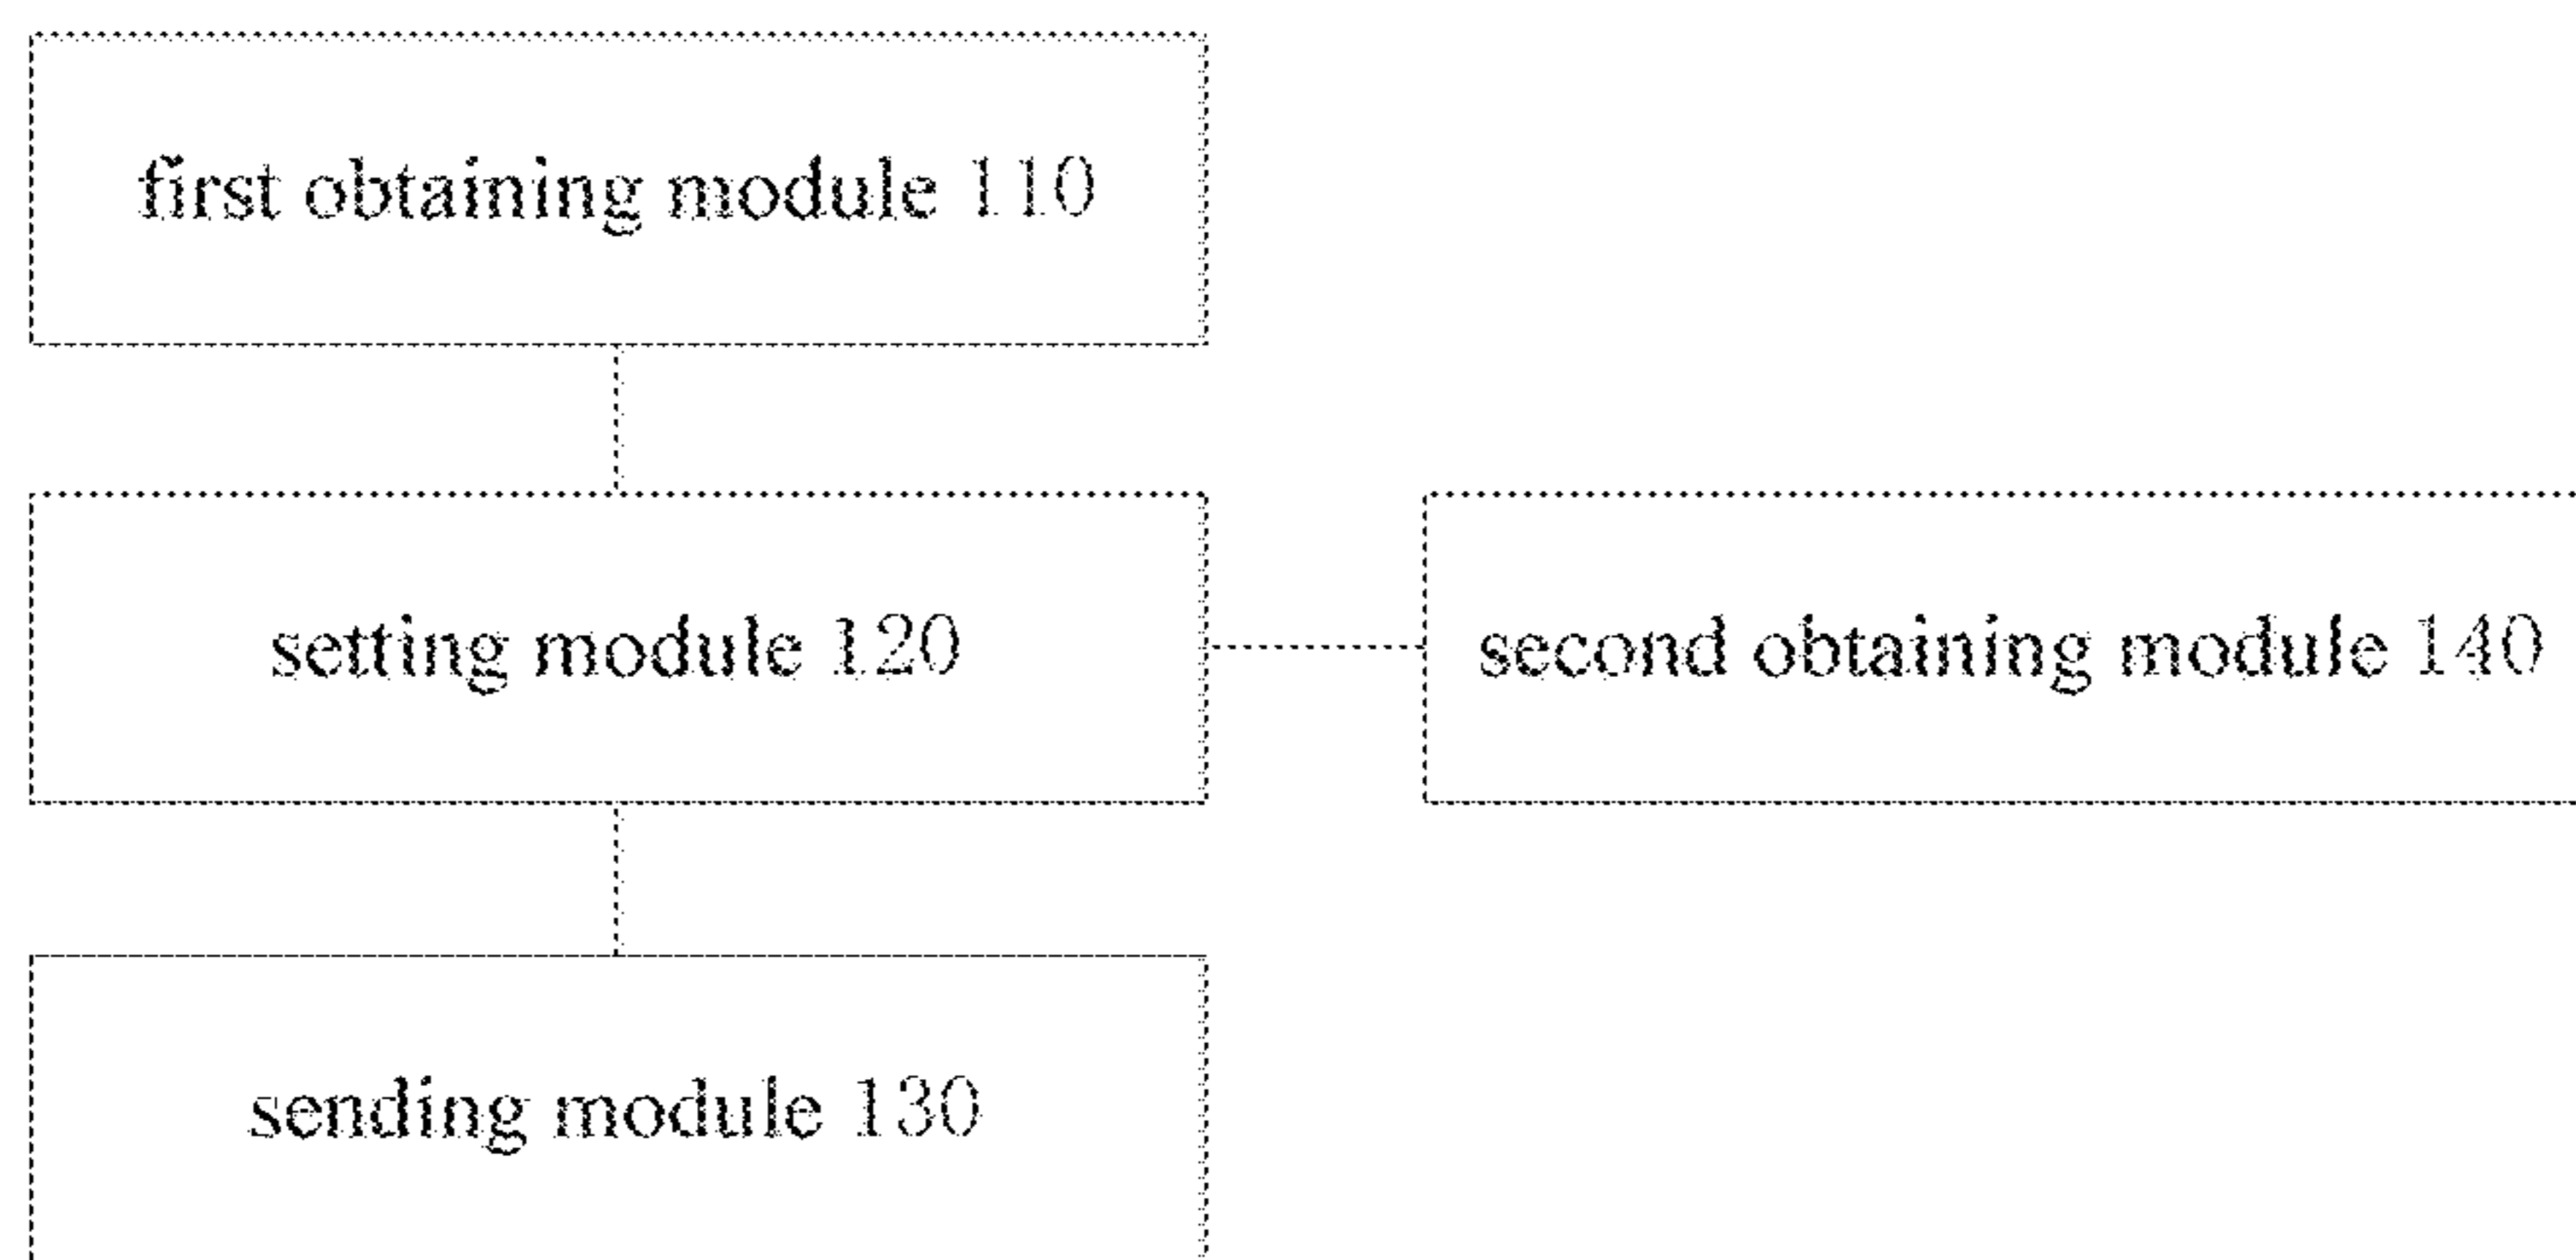 first obtaining module 110
setting module 120
second obtaining module 140
sending module 130